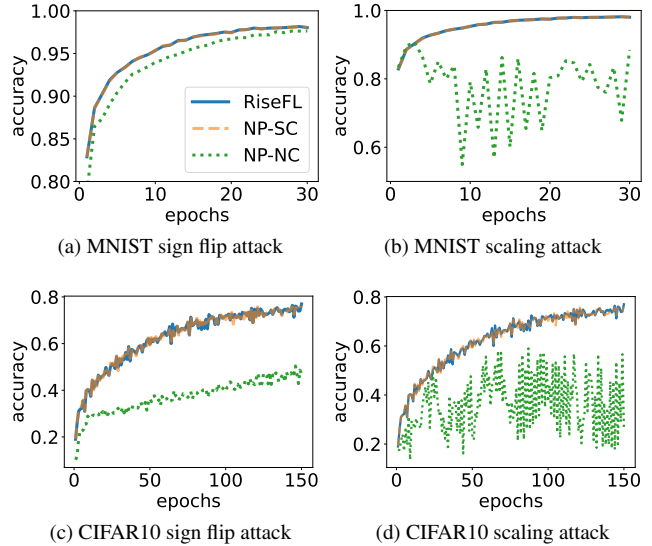 1.00
0.95
0.90
0.85
0.80
accuracy
RiseFL
NP-SC
NP-NC
0 10 20 30
epochs
(a) MNIST sign flip attack
1.0
0.8
0.6
accuracy
0 10 20 30
epochs
(b) MNIST scaling attack
0.8
0.6
0.4
0.2
accuracy
0 50 100 150
epochs
(c) CIFAR10 sign flip attack
0.8
0.6
0.4
0.2
accuracy
0 50 100 150
epochs
(d) CIFAR10 scaling attack